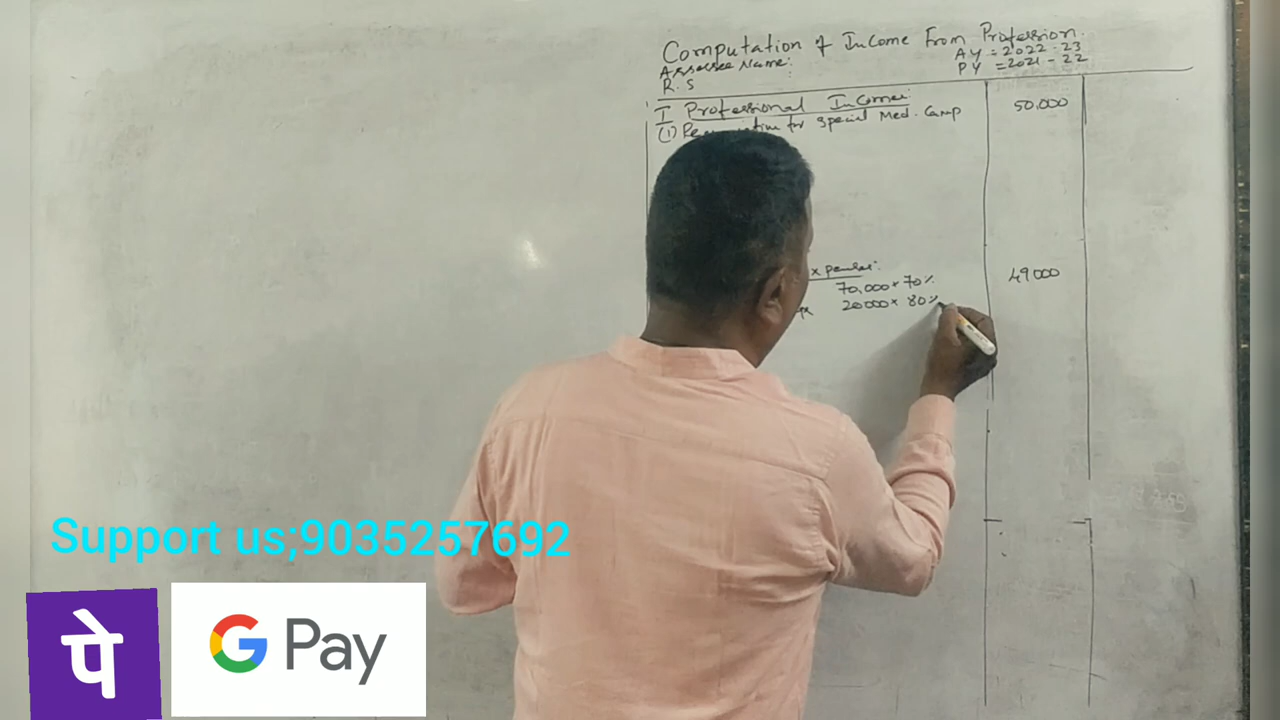 Computation of Income From Profession.
Assessee Name:
AY = 2022-23
R.S
PY = 2021-22
I Professional Income:
(1) for Special Med. Camp 50,000
70,000 × 70% 49000
20000 × 80%
Support us;9035257692
पे
G Pay